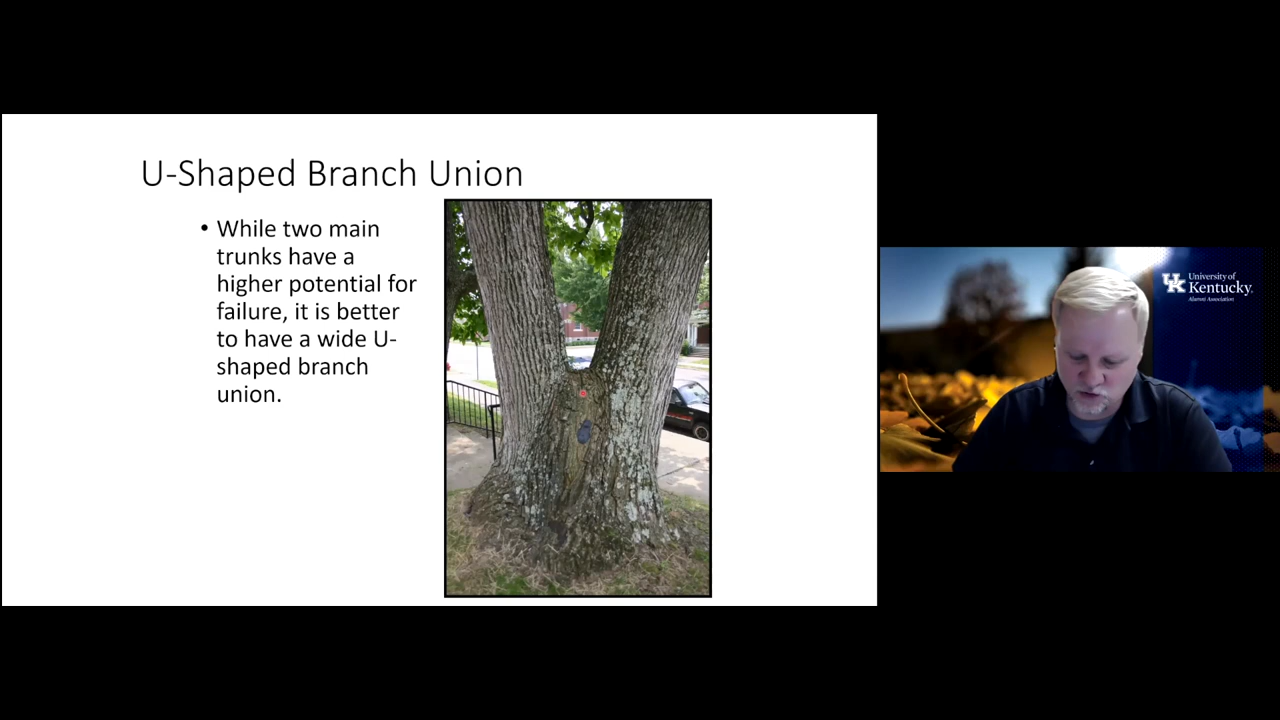 U-Shaped Branch Union
• While two main
trunks have a
higher potential for
failure, it is better
to have a wide U-
shaped branch
union.
UK
University of
Kentucky.
Alumni Association